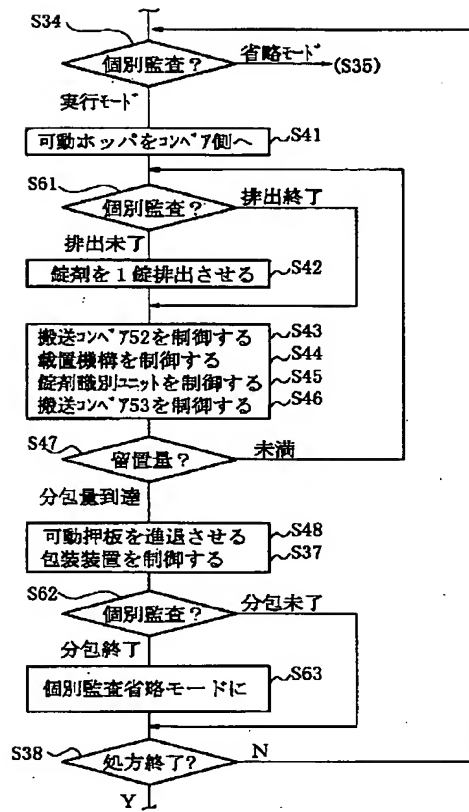 S34
個別監査?
省略モード
(S35)
実行モード
可動ホッパをコンベア側へ
S41
S61
個別監査?
排出終了
排出未了
錠剤を1錠排出させる
S42
搬送コンベア52を制御する
S43
載置機構を制御する
S44
錠剤識別ユニットを制御する
S45
搬送コンベア53を制御する
S46
S47
留置量?
未満
分包量到達
可動押板を進退させる
S48
包装装置を制御する
S37
S62
個別監査?
分包未了
分包終了
個別監査省略モードに
S63
S38
処方終了?
N
Y